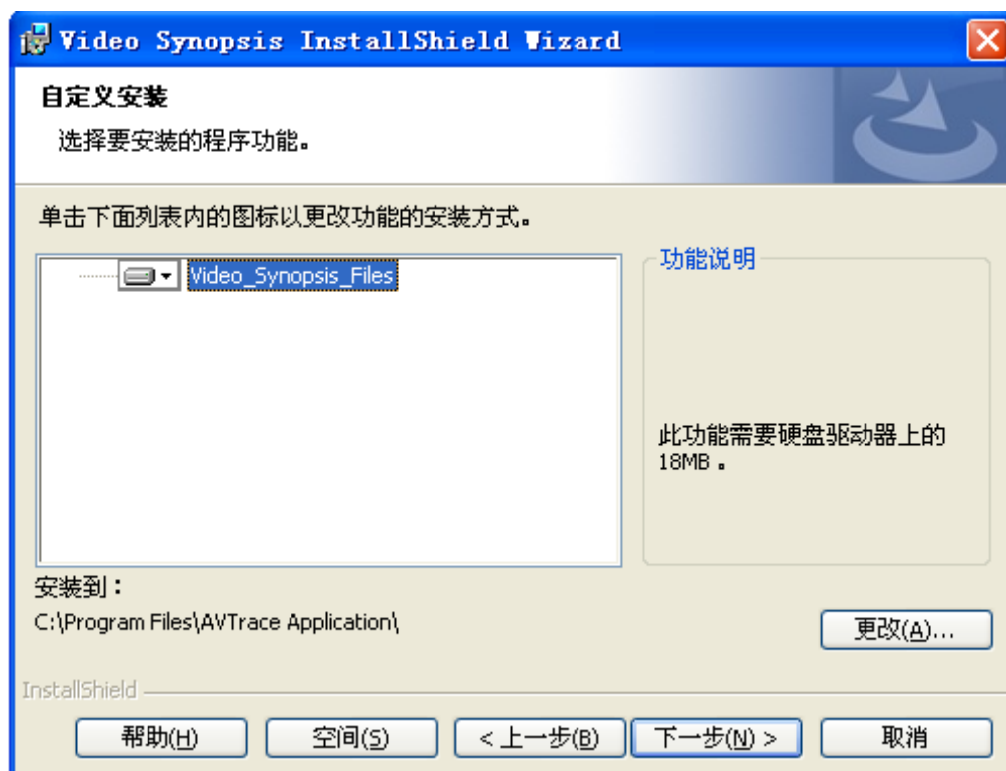 Video Synopsis InstallShield Wizard
自定义安装
选择要安装的程序功能。
单击下面列表内的图标以更改功能的安装方式。
Video_Synopsis_Files
功能说明
此功能需要硬盘驱动器上的
18MB。
安装到：
C:\Program Files\AVTrace Application\
更改(A)...
InstallShield
帮助(H)
空间(S)
< 上一步(B)
下一步(N) >
取消